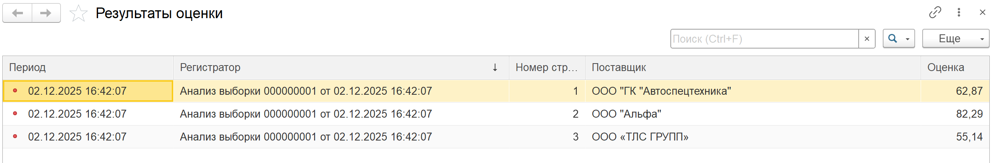 Результаты оценки
Поиск (Ctrl+F) × Еще
Период Регистратор ↓ Номер стр... Поставщик Оценка
02.12.2025 16:42:07 Анализ выборки 000000001 от 02.12.2025 16:42:07 1 ООО "ГК "Автоспецтехника" 62,87
02.12.2025 16:42:07 Анализ выборки 000000001 от 02.12.2025 16:42:07 2 ООО "Альфа" 82,29
02.12.2025 16:42:07 Анализ выборки 000000001 от 02.12.2025 16:42:07 3 ООО «ТЛС ГРУПП» 55,14